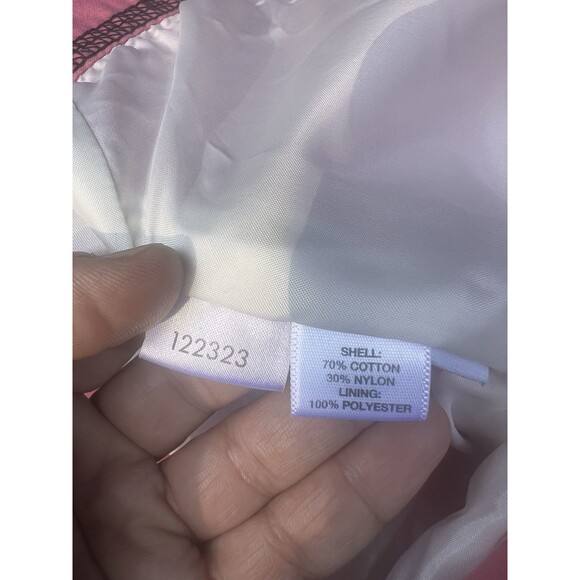 122323
SHELL:
70% COTTON
30% NYLON
LINING:
100% POLYESTER